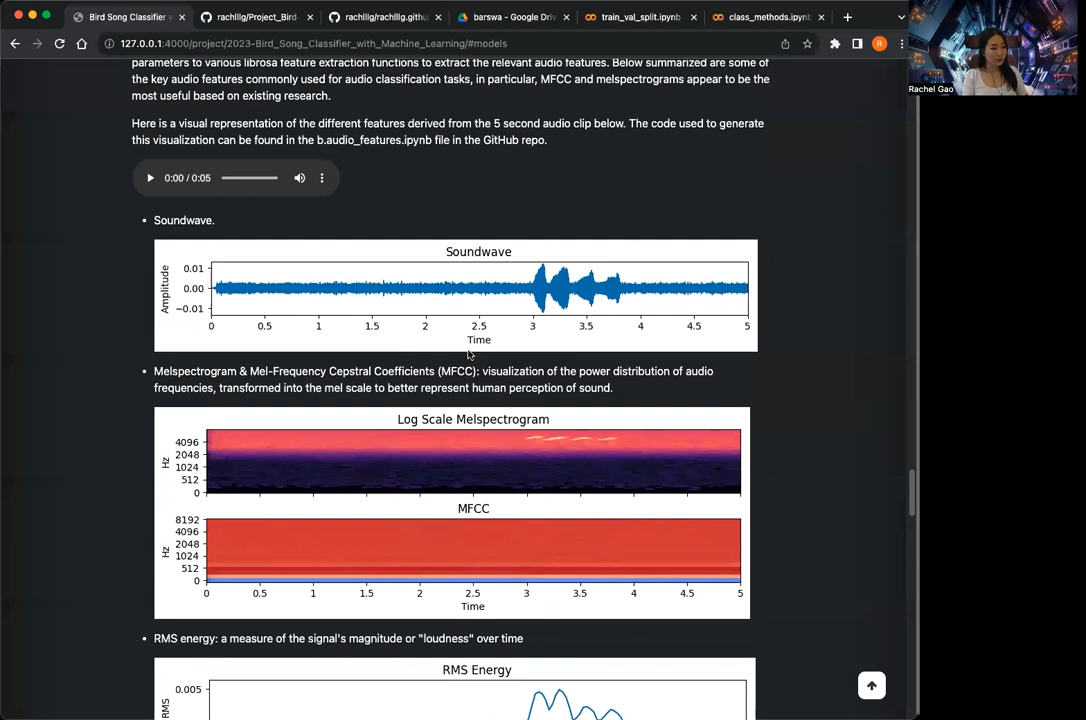 Bird Song Classifier w
rachlllg/Project_Bird-
rachlllg/rachlllg.githu
barswa - Google Driv
train_val_split.ipynb
class_methods.ipynb
127.0.0.1:4000/project/2023-Bird_Song_Classifier_with_Machine_Learning/#models
R
Rachel Gao
parameters to various librosa feature extraction functions to extract the relevant audio features. Below summarized are some of
the key audio features commonly used for audio classification tasks, in particular, MFCC and melspectrograms appear to be the
most useful based on existing research.
Here is a visual representation of the different features derived from the 5 second audio clip below. The code used to generate
this visualization can be found in the b.audio_features.ipynb file in the GitHub repo.
0:00 / 0:05
• Soundwave.
Soundwave
Amplitude
0.01
0.00
−0.01
0 0.5 1 1.5 2 2.5 3 3.5 4 4.5 5
Time
• Melspectrogram & Mel-Frequency Cepstral Coefficients (MFCC): visualization of the power distribution of audio
frequencies, transformed into the mel scale to better represent human perception of sound.
Log Scale Melspectrogram
Hz
4096
2048
1024
512
0
MFCC
Hz
8192
4096
2048
1024
512
0
0 0.5 1 1.5 2 2.5 3 3.5 4 4.5 5
Time
• RMS energy: a measure of the signal's magnitude or "loudness" over time
RMS Energy
0.005
RMS